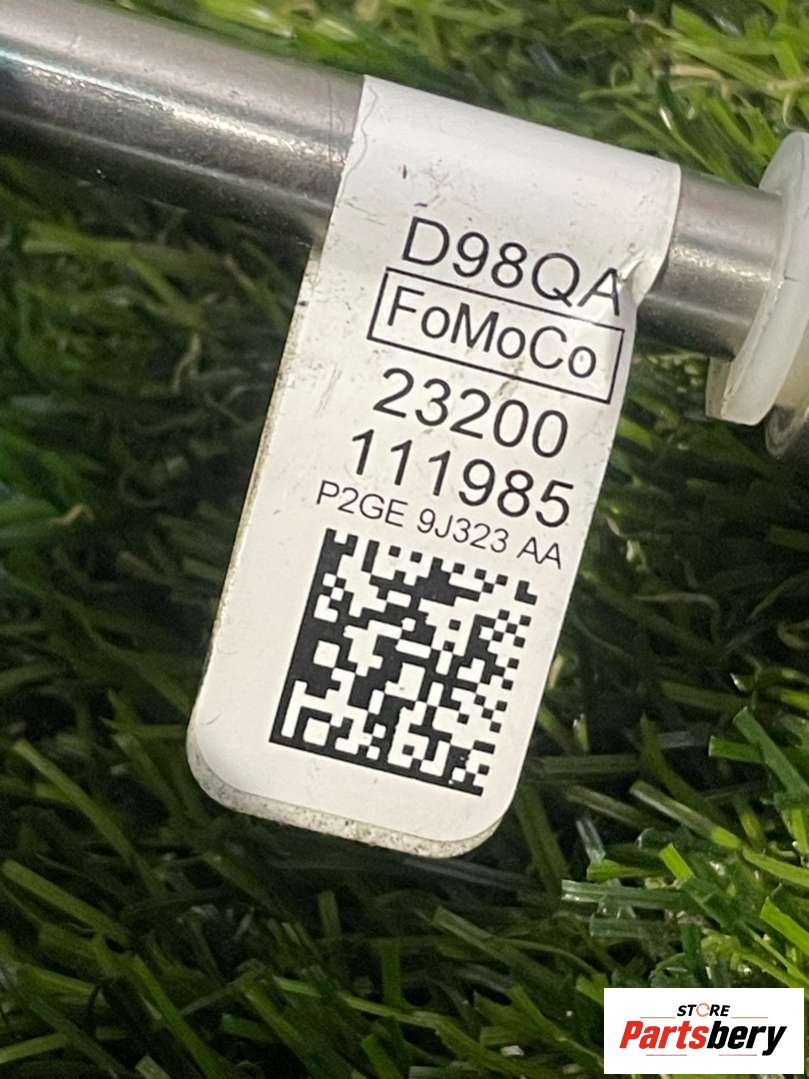 D98QA
FoMoCo
23200
111985
P2GE 9J323 AA
STORE
Partsbery